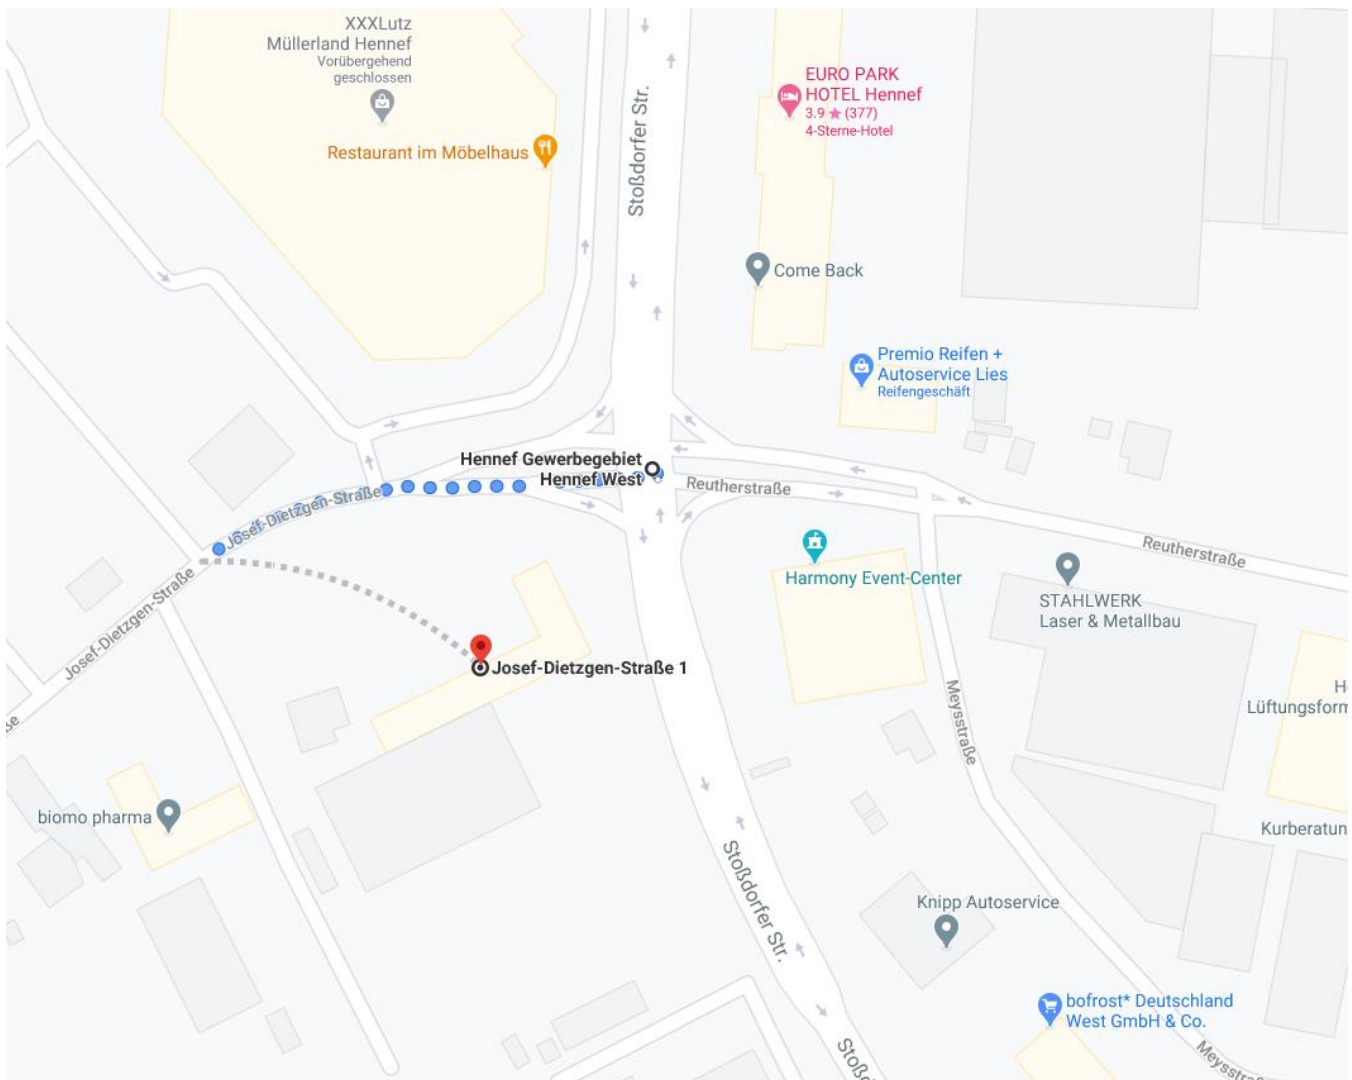 XXXLutz
Müllerland Hennef
Vorübergehend
geschlossen
Restaurant im Möbelhaus
Stoßdorfer Str.
EURO PARK
HOTEL Hennef
3.9 ★ (377)
4-Sterne-Hotel
Come Back
Premio Reifen +
Autoservice Lies
Reifengeschäft
Hennef Gewerbegebiet
Hennef West
Reutherstraße
Josef-Dietzgen-Straße
Reutherstraße
Harmony Event-Center
STAHLWERK
Laser & Metallbau
Josef-Dietzgen-Straße
Josef-Dietzgen-Straße 1
Meysstraße
Lüftungsform
biomo pharma
Kurberatun
Stoßdorfer Str.
Knipp Autoservice
bofrost* Deutschland
West GmbH & Co.
Stoßd
Meysstraß